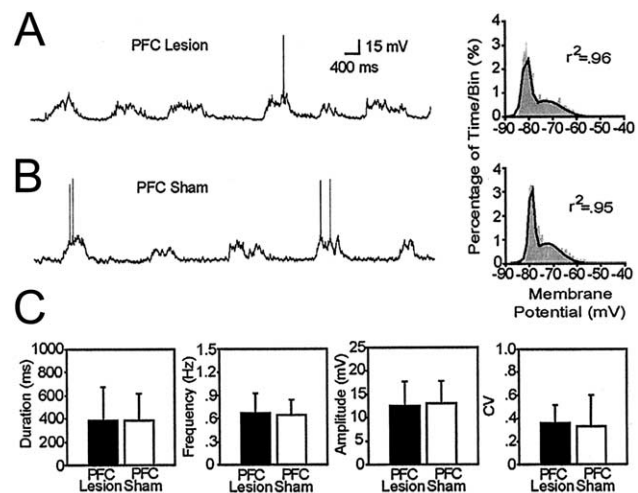 A
PFC Lesion
15 mV
400 ms
B
PFC Sham
Percentage of Time/Bin (%)
4
3
2
1
0
r²=.96
-90 -80 -70 -60 -50 -40
4
3
2
1
0
r²=.95
-90 -80 -70 -60 -50 -40
Membrane
Potential (mV)
C
Duration (ms)
1000
800
600
400
200
0
PFC PFC
Lesion Sham
Frequency (Hz)
1.5
1.2
.9
.6
.3
0
PFC PFC
Lesion Sham
Amplitude (mV)
25
20
15
10
5
0
PFC PFC
Lesion Sham
CV
1.0
.8
.6
.4
.2
0
PFC PFC
Lesion Sham